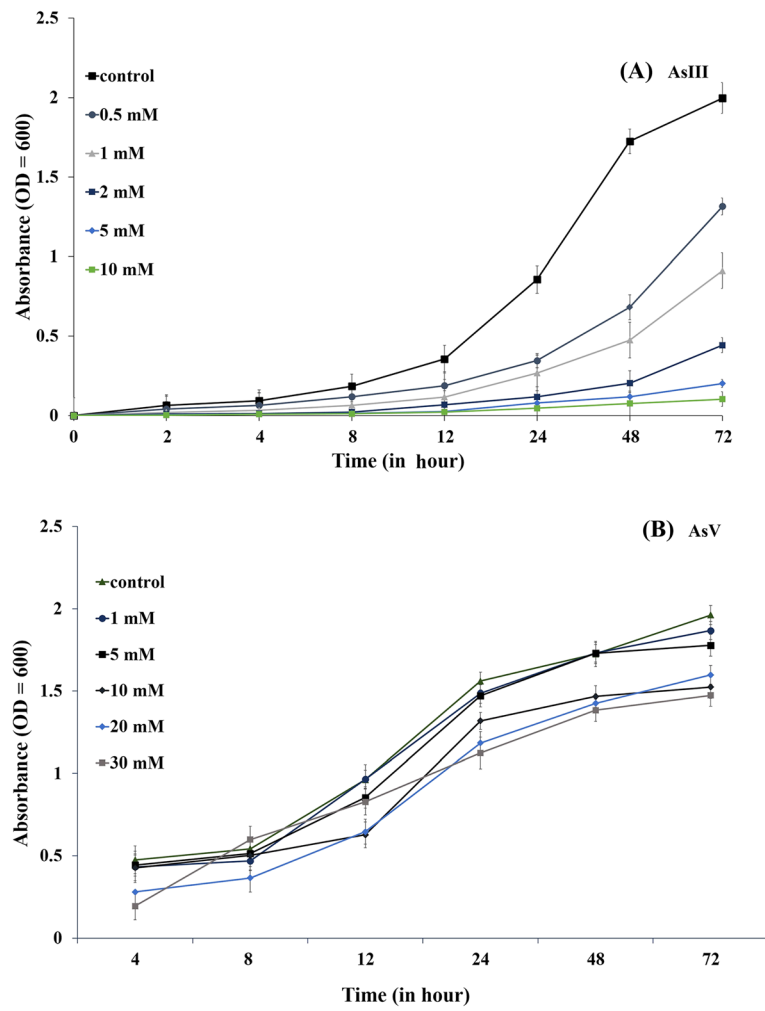 2.5
(A) AsIII
control
2
0.5 mM
1 mM
1.5
2 mM
5 mM
1
10 mM
0.5
0
Absorbance (OD = 600)
0 2 4 8 12 24 48 72
Time (in hour)
2.5
(B) AsV
control
2
1 mM
5 mM
1.5
10 mM
20 mM
1
30 mM
0.5
0
Absorbance (OD = 600)
4 8 12 24 48 72
Time (in hour)